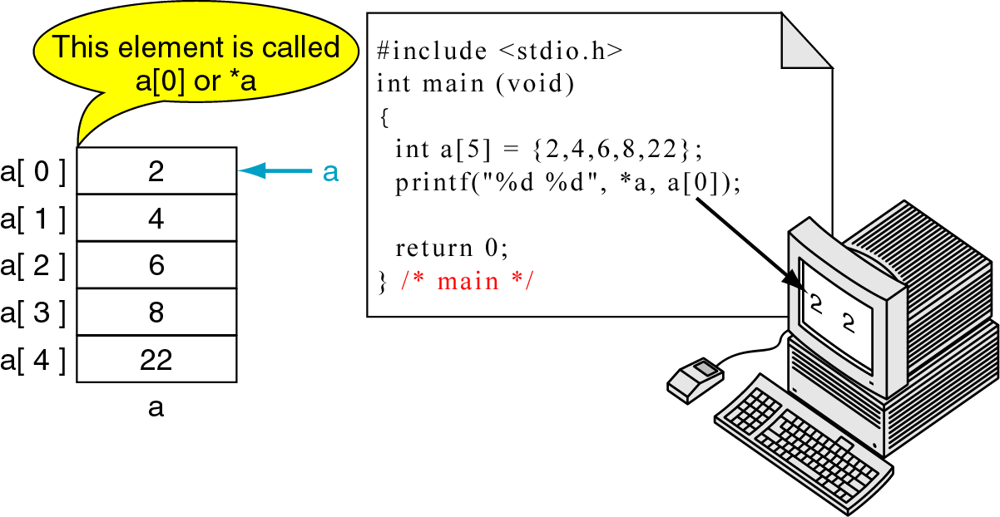 This element is called
a[0] or *a
a[ 0 ] 2 a
a[ 1 ] 4
a[ 2 ] 6
a[ 3 ] 8
a[ 4 ] 22
a
#include <stdio.h>
int main (void)
{
int a[5] = {2,4,6,8,22};
printf("%d %d", *a, a[0]);
return 0;
} /* main */
2 2